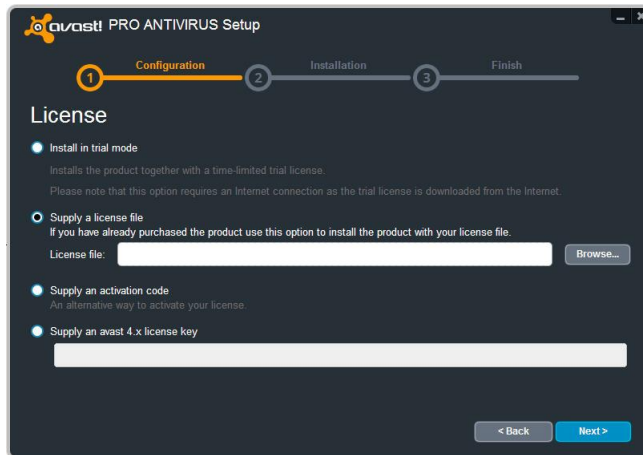 avast! PRO ANTIVIRUS Setup
1 Configuration 2 Installation 3 Finish
License
Install in trial mode
Installs the product together with a time-limited trial license.
Please note that this option requires an Internet connection as the trial license is downloaded from the Internet.
Supply a license file
If you have already purchased the product use this option to install the product with your license file.
License file: Browse...
Supply an activation code
An alternative way to activate your license.
Supply an avast 4.x license key
< Back Next >